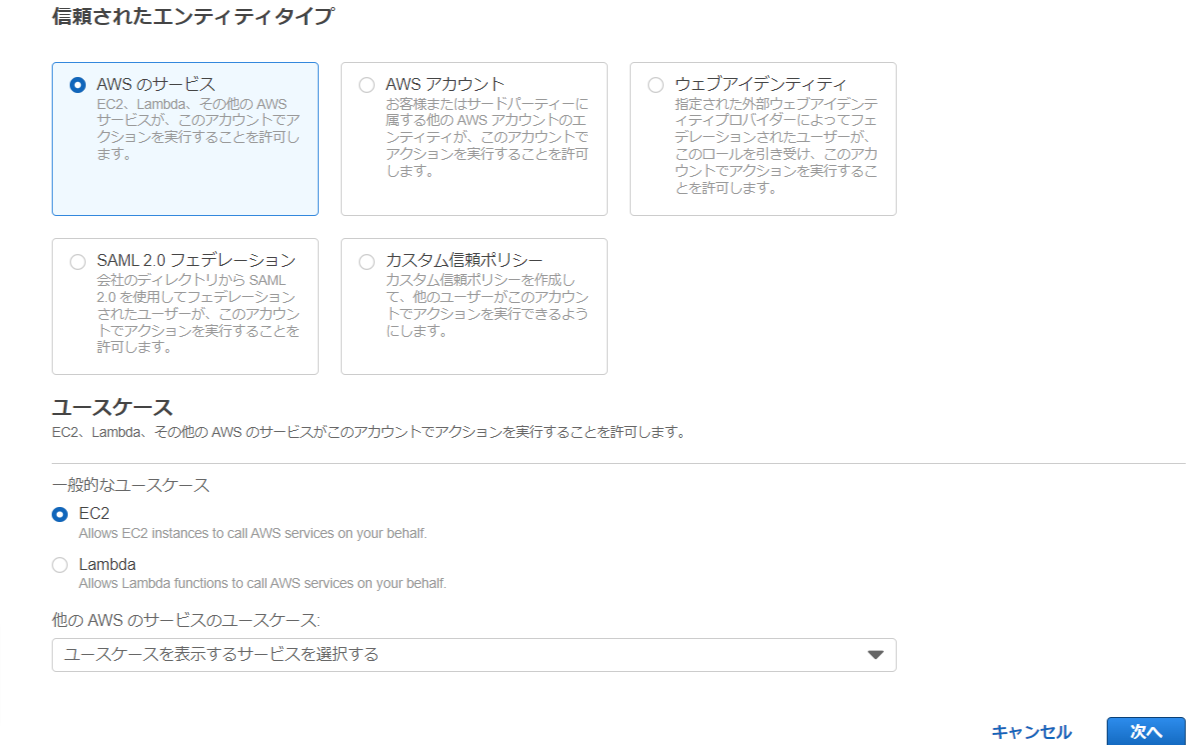 信頼されたエンティティタイプ
AWS のサービス
EC2、Lambda、その他の AWS
サービスが、このアカウントでア
クションを実行することを許可し
ます。
AWS アカウント
お客様またはサードパーティーに
属する他の AWS アカウントのエ
ンティティが、このアカウントで
アクションを実行することを許可
します。
ウェブアイデンティティ
指定された外部ウェブアイデンテ
ィティプロバイダーによってフェ
デレーションされたユーザーが、
このロールを引き受け、このアカ
ウントでアクションを実行するこ
とを許可します。
SAML 2.0 フェデレーション
会社のディレクトリから SAML
2.0 を使用してフェデレーション
されたユーザーが、このアカウン
トでアクションを実行することを
許可します。
カスタム信頼ポリシー
カスタム信頼ポリシーを作成し
て、他のユーザーがこのアカウン
トでアクションを実行できるよう
にします。
ユースケース
EC2、Lambda、その他の AWS のサービスがこのアカウントでアクションを実行することを許可します。
一般的なユースケース
EC2
Allows EC2 instances to call AWS services on your behalf.
Lambda
Allows Lambda functions to call AWS services on your behalf.
他の AWS のサービスのユースケース:
ユースケースを表示するサービスを選択する
キャンセル
次へ